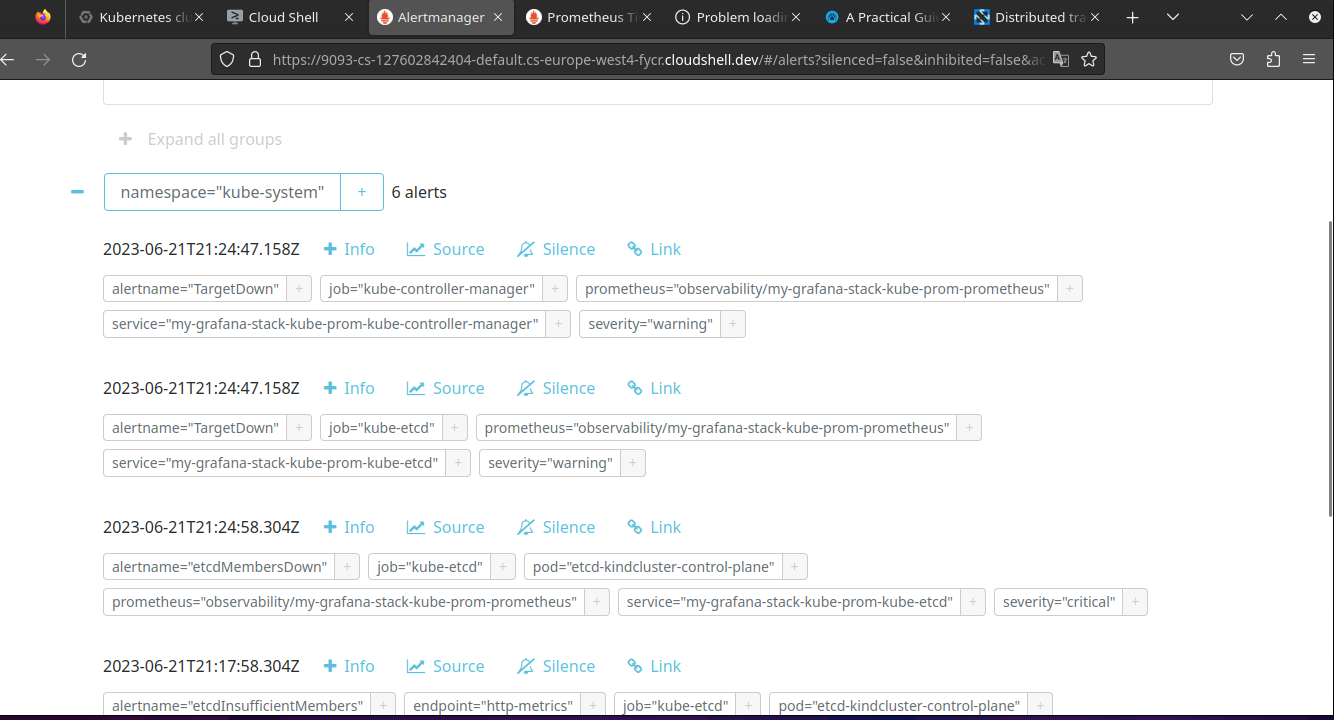 Kubernetes clu
Cloud Shell
Alertmanager
Prometheus Ti
Problem loadi
A Practical Gui
Distributed tra
https://9093-cs-127602842404-default.cs-europe-west4-fycr.cloudshell.dev/#/alerts?silenced=false&inhibited=false&ac
+ Expand all groups
− namespace="kube-system" + 6 alerts
2023-06-21T21:24:47.158Z + Info Source Silence Link
alertname="TargetDown" + job="kube-controller-manager" + prometheus="observability/my-grafana-stack-kube-prom-prometheus" +
service="my-grafana-stack-kube-prom-kube-controller-manager" + severity="warning" +
2023-06-21T21:24:47.158Z + Info Source Silence Link
alertname="TargetDown" + job="kube-etcd" + prometheus="observability/my-grafana-stack-kube-prom-prometheus" +
service="my-grafana-stack-kube-prom-kube-etcd" + severity="warning" +
2023-06-21T21:24:58.304Z + Info Source Silence Link
alertname="etcdMembersDown" + job="kube-etcd" + pod="etcd-kindcluster-control-plane" +
prometheus="observability/my-grafana-stack-kube-prom-prometheus" + service="my-grafana-stack-kube-prom-kube-etcd" + severity="critical" +
2023-06-21T21:17:58.304Z + Info Source Silence Link
alertname="etcdInsufficientMembers" + endpoint="http-metrics" + job="kube-etcd" + pod="etcd-kindcluster-control-plane" +